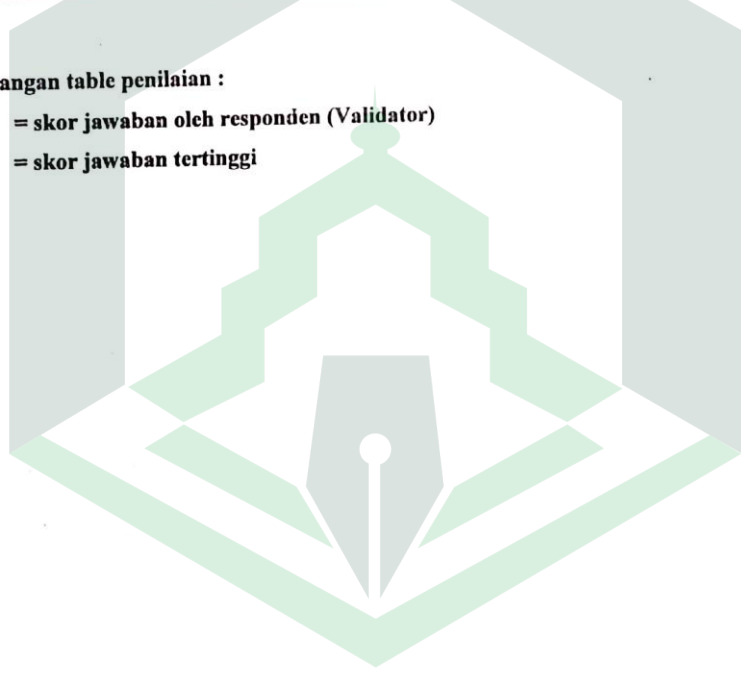 angan table penilaian :
= skor jawaban oleh responden (Validator)
= skor jawaban tertinggi